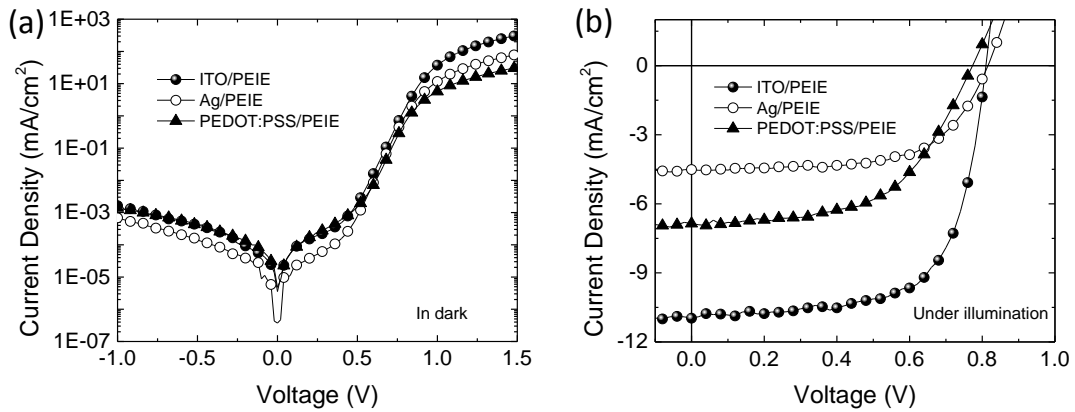 (a)
Current Density (mA/cm²)
1E+03
1E+01
1E-01
1E-03
1E-05
1E-07
ITO/PEIE
Ag/PEIE
PEDOT:PSS/PEIE
In dark
-1.0 -0.5 0.0 0.5 1.0 1.5
Voltage (V)
(b)
Current Density (mA/cm²)
0
-3
-6
-9
-12
ITO/PEIE
Ag/PEIE
PEDOT:PSS/PEIE
Under illumination
0.0 0.2 0.4 0.6 0.8 1.0
Voltage (V)